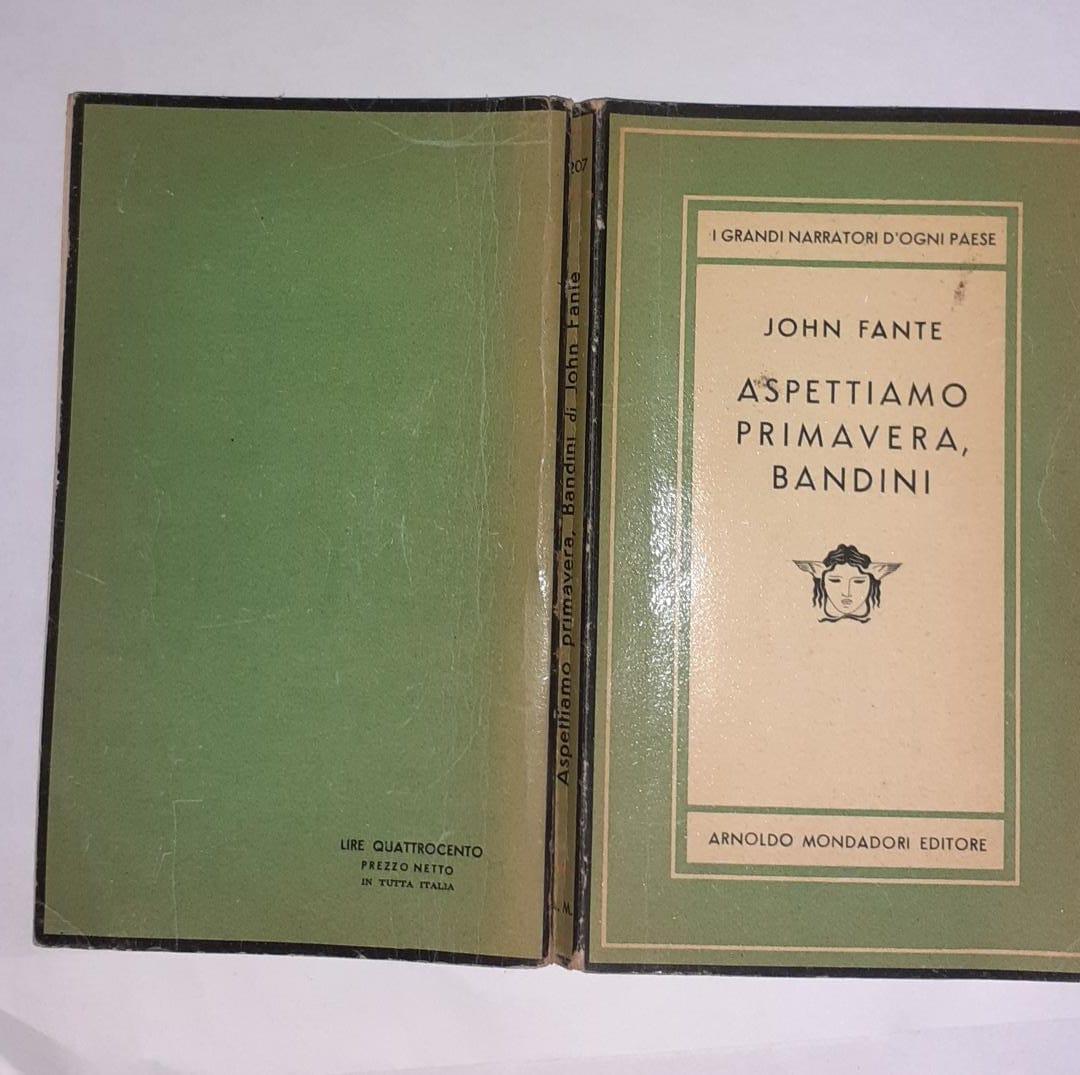 LIRE QUATTROCENTO
PREZZO NETTO
IN TUTTA ITALIA
207
Aspettiamo primavera, Bandini di John Fante
I GRANDI NARRATORI D'OGNI PAESE
JOHN FANTE
ASPETTIAMO
PRIMAVERA,
BANDINI
ARNOLDO MONDADORI EDITORE